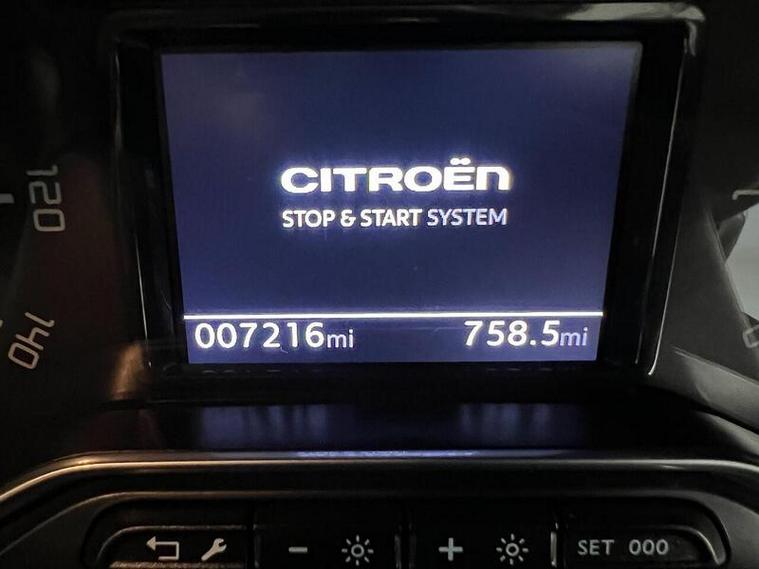 CITROËN
STOP & START SYSTEM
007216mi 758.5mi
120
140
- + SET 000